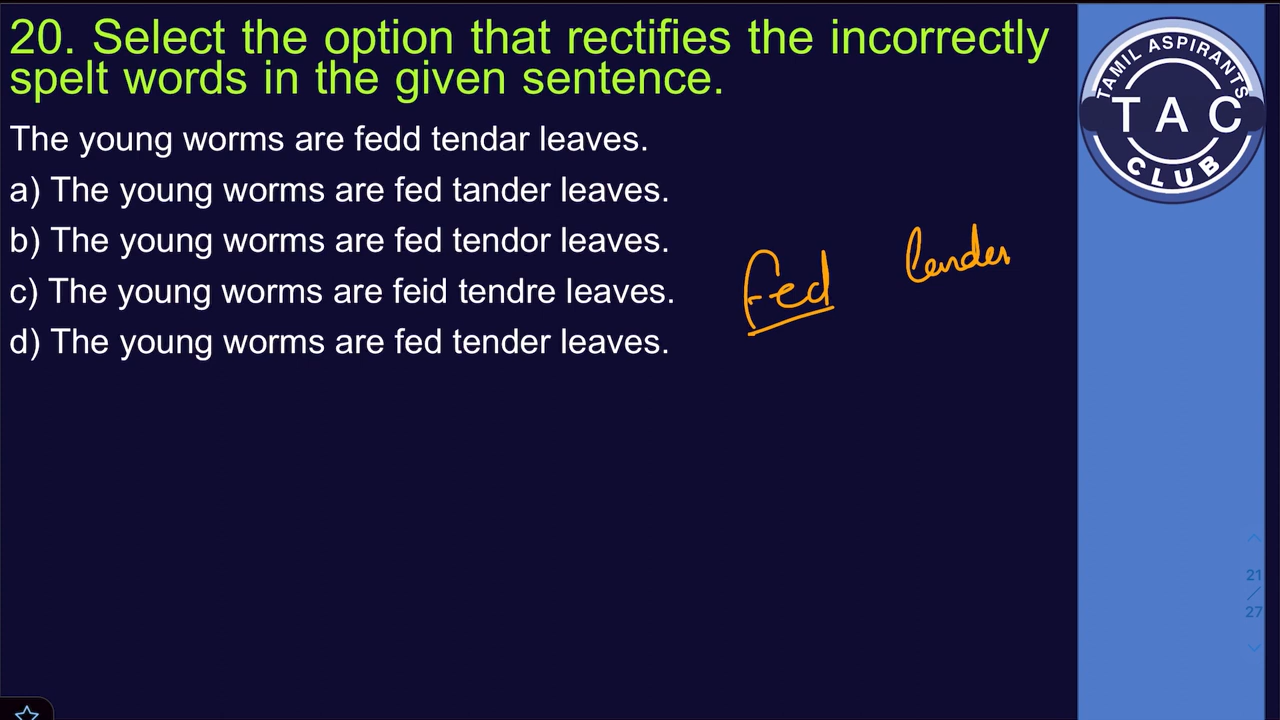 20. Select the option that rectifies the incorrectly
spelt words in the given sentence.
The young worms are fedd tendar leaves.
a) The young worms are fed tander leaves.
b) The young worms are fed tendor leaves.
c) The young worms are feid tendre leaves.
d) The young worms are fed tender leaves.
fed tender
TAMIL ASPIRANTS
TAC
CLUB
21
/
27